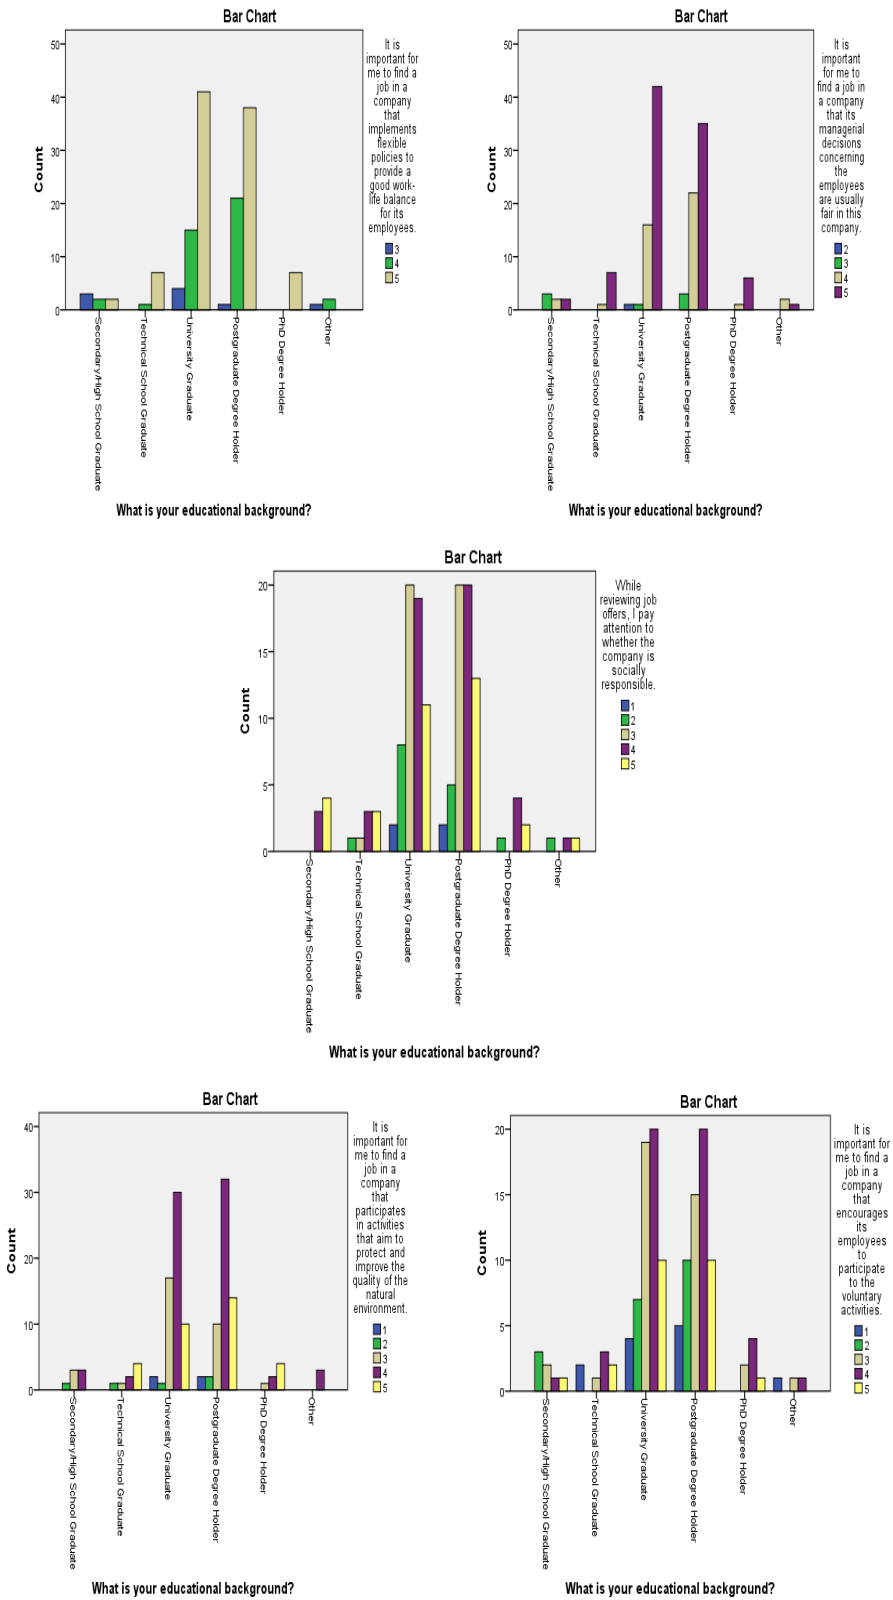 Bar Chart
50
40
30
20
10
0
Count
It is
important for
me to find a
job in a
company
that
implements
flexible
policies to
provide a
good work-
life balance
for its
employees.
3
4
5
Secondary/High School Graduate
Technical School Graduate
University Graduate
Postgraduate Degree Holder
PhD Degree Holder
Other
What is your educational background?
Bar Chart
50
40
30
20
10
0
Count
It is
important
for me to
find a job in
a company
that its
managerial
decisions
concerning
the
employees
are usually
fair in this
company.
2
3
4
5
Secondary/High School Graduate
Technical School Graduate
University Graduate
Postgraduate Degree Holder
PhD Degree Holder
Other
What is your educational background?
Bar Chart
20
15
10
5
0
Count
While
reviewing job
offers, I pay
attention to
whether the
company is
socially
responsible.
1
2
3
4
5
Secondary/High School Graduate
Technical School Graduate
University Graduate
Postgraduate Degree Holder
PhD Degree Holder
Other
What is your educational background?
Bar Chart
40
30
20
10
0
Count
It is
important for
me to find a
job in a
company
that
participates
in activities
that aim to
protect and
improve the
quality of the
natural
environment.
1
2
3
4
5
Secondary/High School Graduate
Technical School Graduate
University Graduate
Postgraduate Degree Holder
PhD Degree Holder
Other
What is your educational background?
Bar Chart
20
15
10
5
0
Count
It is
important for
me to find a
job in a
company
that
encourages
its
employees
to
participate
to the
voluntary
activities.
1
2
3
4
5
Secondary/High School Graduate
Technical School Graduate
University Graduate
Postgraduate Degree Holder
PhD Degree Holder
Other
What is your educational background?